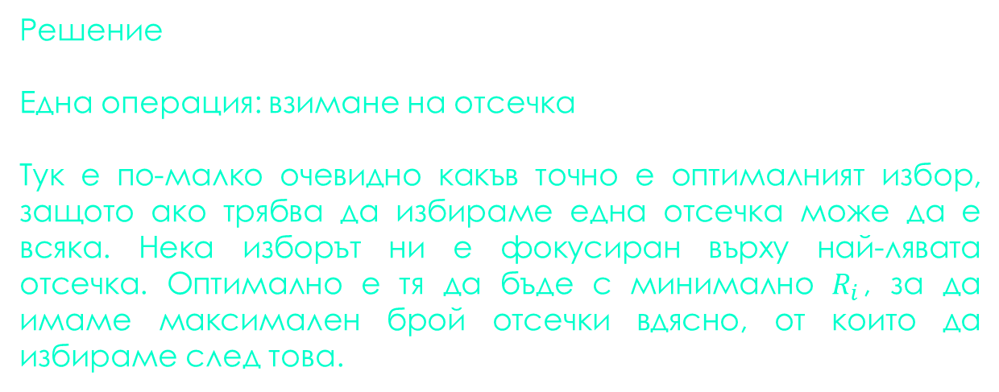 Решение
Една операция: взимане на отсечка
Тук е по-малко очевидно какъв точно е оптималният избор,
защото ако трябва да избираме една отсечка може да е
всяка. Нека изборът ни е фокусиран върху най-лявата
отсечка. Оптимално е тя да бъде с минимално Rᵢ, за да
имаме максимален брой отсечки вдясно, от които да
избираме след това.